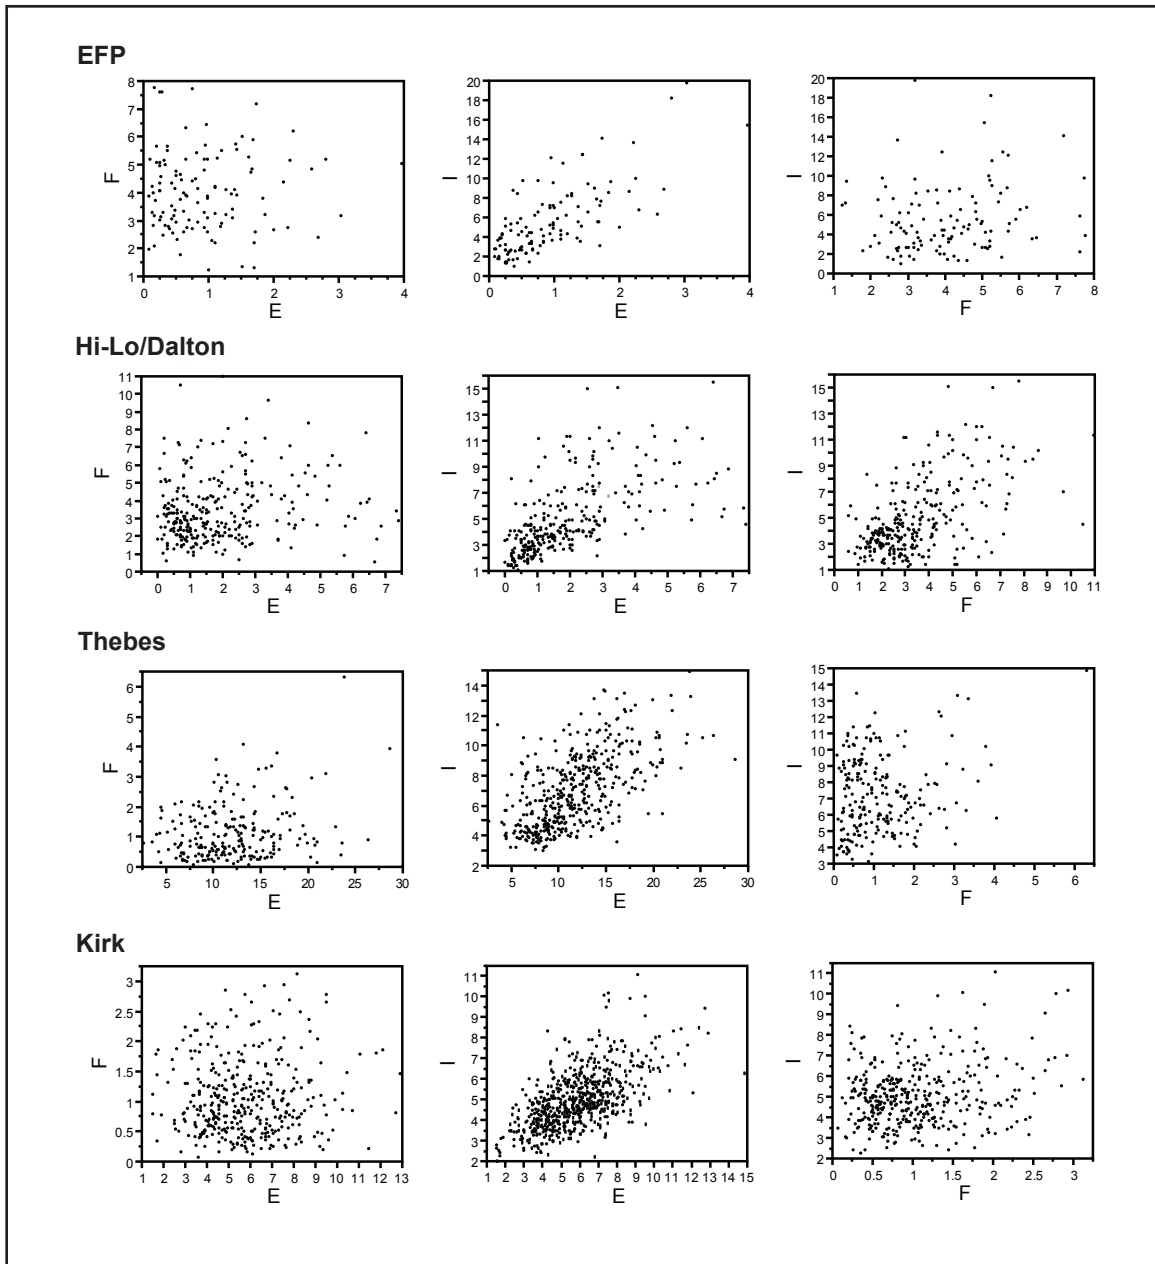 EFP
F
8
7
6
5
4
3
2
1
0 1 2 3 4
E
I
20
18
16
14
12
10
8
6
4
2
0
0 1 2 3 4
E
I
20
18
16
14
12
10
8
6
4
2
0
1 2 3 4 5 6 7 8
F
Hi-Lo/Dalton
F
11
10
9
8
7
6
5
4
3
2
1
0
0 1 2 3 4 5 6 7
E
I
15
13
11
9
7
5
3
1
0 1 2 3 4 5 6 7
E
I
15
13
11
9
7
5
3
1
0 1 2 3 4 5 6 7 8 9 10 11
F
Thebes
F
6
5
4
3
2
1
0
5 10 15 20 25 30
E
I
14
12
10
8
6
4
2
5 10 15 20 25 30
E
I
15
14
13
12
11
10
9
8
7
6
5
4
3
0 1 2 3 4 5 6
F
Kirk
F
3
2.5
2
1.5
1
0.5
0
1 2 3 4 5 6 7 8 9 10 11 12 13
E
I
11
10
9
8
7
6
5
4
3
2
1 2 3 4 5 6 7 8 9 10 11 12 13 14 15
E
I
11
10
9
8
7
6
5
4
3
2
0 0.5 1 1.5 2 2.5 3
F